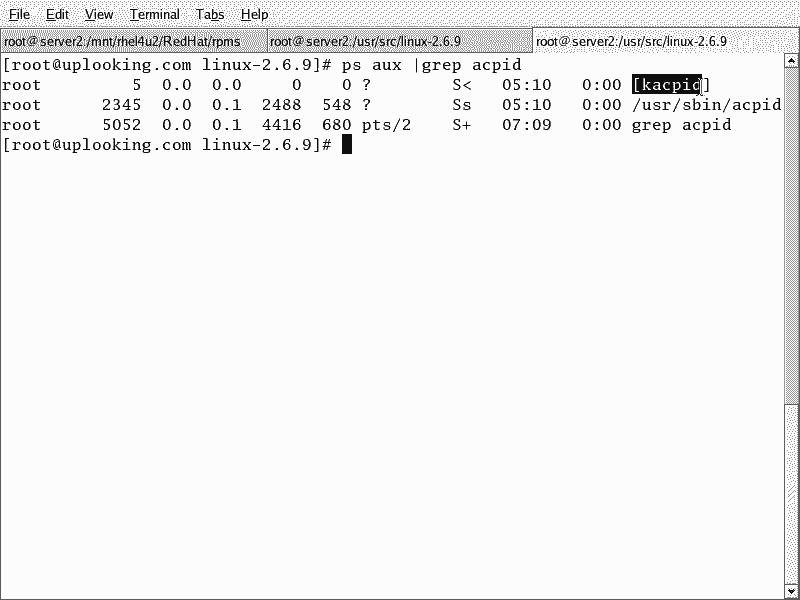 File Edit View Terminal Tabs Help
root@server2:/mnt/rhel4u2/RedHat/rpms root@server2:/usr/src/linux-2.6.9 root@server2:/usr/src/linux-2.6.9
[root@uplooking.com linux-2.6.9]# ps aux |grep acpid
root 5 0.0 0.0 0 0 ? S< 05:10 0:00 [kacpid]
root 2345 0.0 0.1 2488 548 ? Ss 05:10 0:00 /usr/sbin/acpid
root 5052 0.0 0.1 4416 680 pts/2 S+ 07:09 0:00 grep acpid
[root@uplooking.com linux-2.6.9]#